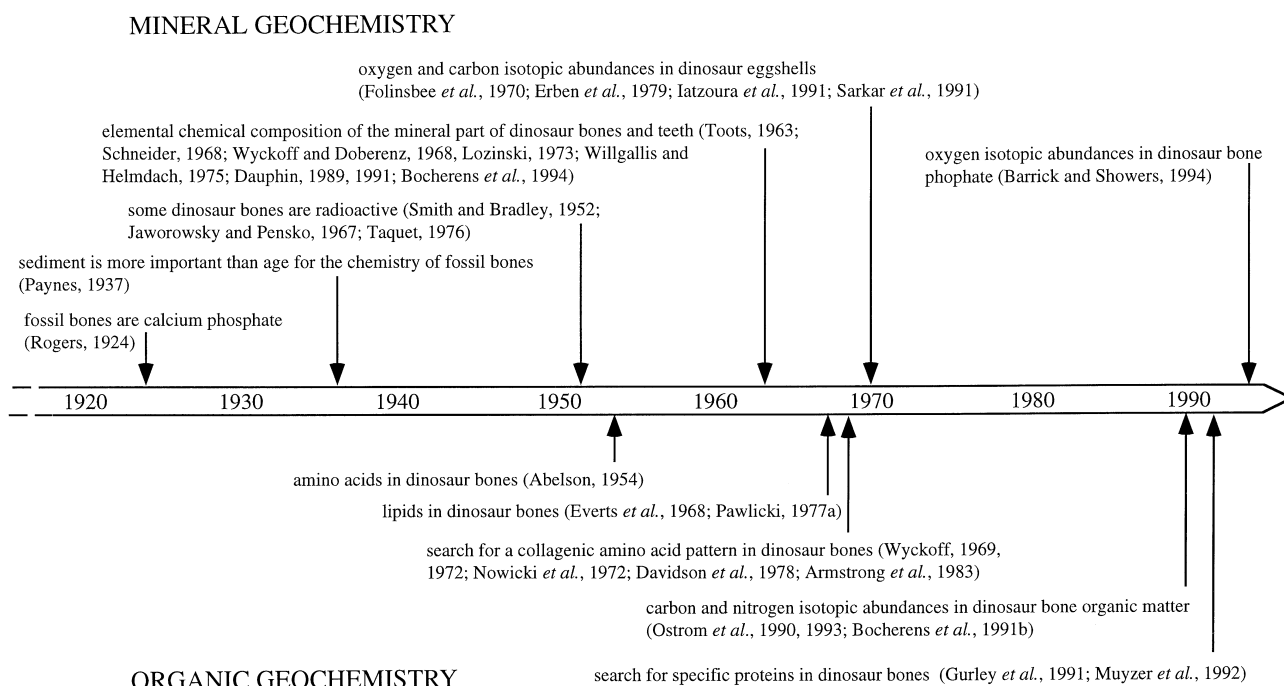 MINERAL GEOCHEMISTRY
oxygen and carbon isotopic abundances in dinosaur eggshells
(Folinsbee et al., 1970; Erben et al., 1979; Iatzoura et al., 1991; Sarkar et al., 1991)
elemental chemical composition of the mineral part of dinosaur bones and teeth (Toots, 1963;
Schneider, 1968; Wyckoff and Doberenz, 1968, Lozinski, 1973; Willgallis and
Helmdach, 1975; Dauphin, 1989, 1991; Bocherens et al., 1994)
oxygen isotopic abundances in dinosaur bone
phophate (Barrick and Showers, 1994)
some dinosaur bones are radioactive (Smith and Bradley, 1952;
Jaworowsky and Pensko, 1967; Taquet, 1976)
sediment is more important than age for the chemistry of fossil bones
(Paynes, 1937)
fossil bones are calcium phosphate
(Rogers, 1924)
1920 1930 1940 1950 1960 1970 1980 1990
amino acids in dinosaur bones (Abelson, 1954)
lipids in dinosaur bones (Everts et al., 1968; Pawlicki, 1977a)
search for a collagenic amino acid pattern in dinosaur bones (Wyckoff, 1969,
1972; Nowicki et al., 1972; Davidson et al., 1978; Armstrong et al., 1983)
carbon and nitrogen isotopic abundances in dinosaur bone organic matter
(Ostrom et al., 1990, 1993; Bocherens et al., 1991b)
search for specific proteins in dinosaur bones (Gurley et al., 1991; Muyzer et al., 1992)
ORGANIC GEOCHEMISTRY